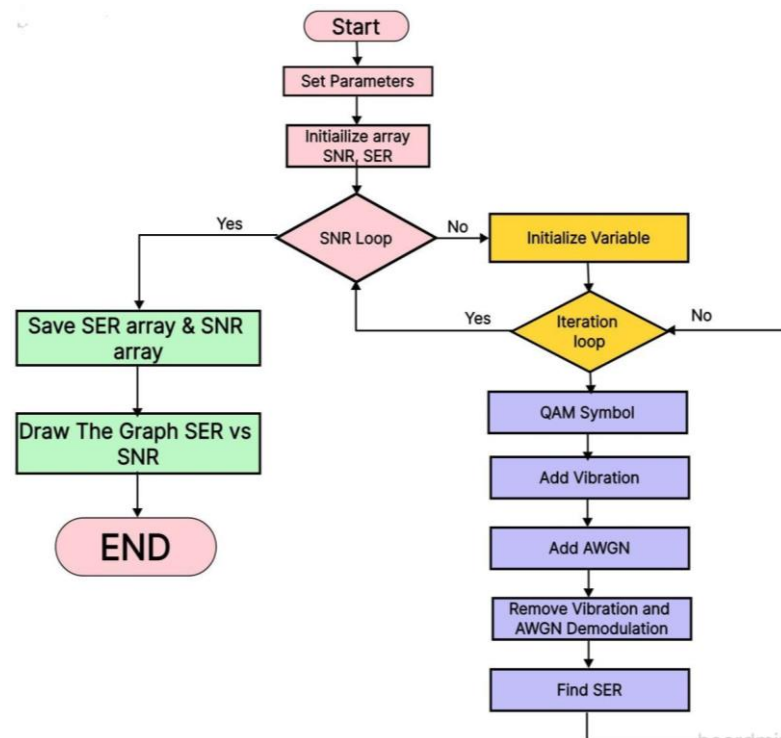 Start
Set Parameters
Initiailize array
SNR, SER
SNR Loop
Yes
No
Initialize Variable
Iteration
loop
Yes
No
Save SER array & SNR
array
Draw The Graph SER vs
SNR
END
QAM Symbol
Add Vibration
Add AWGN
Remove Vibration and
AWGN Demodulation
Find SER